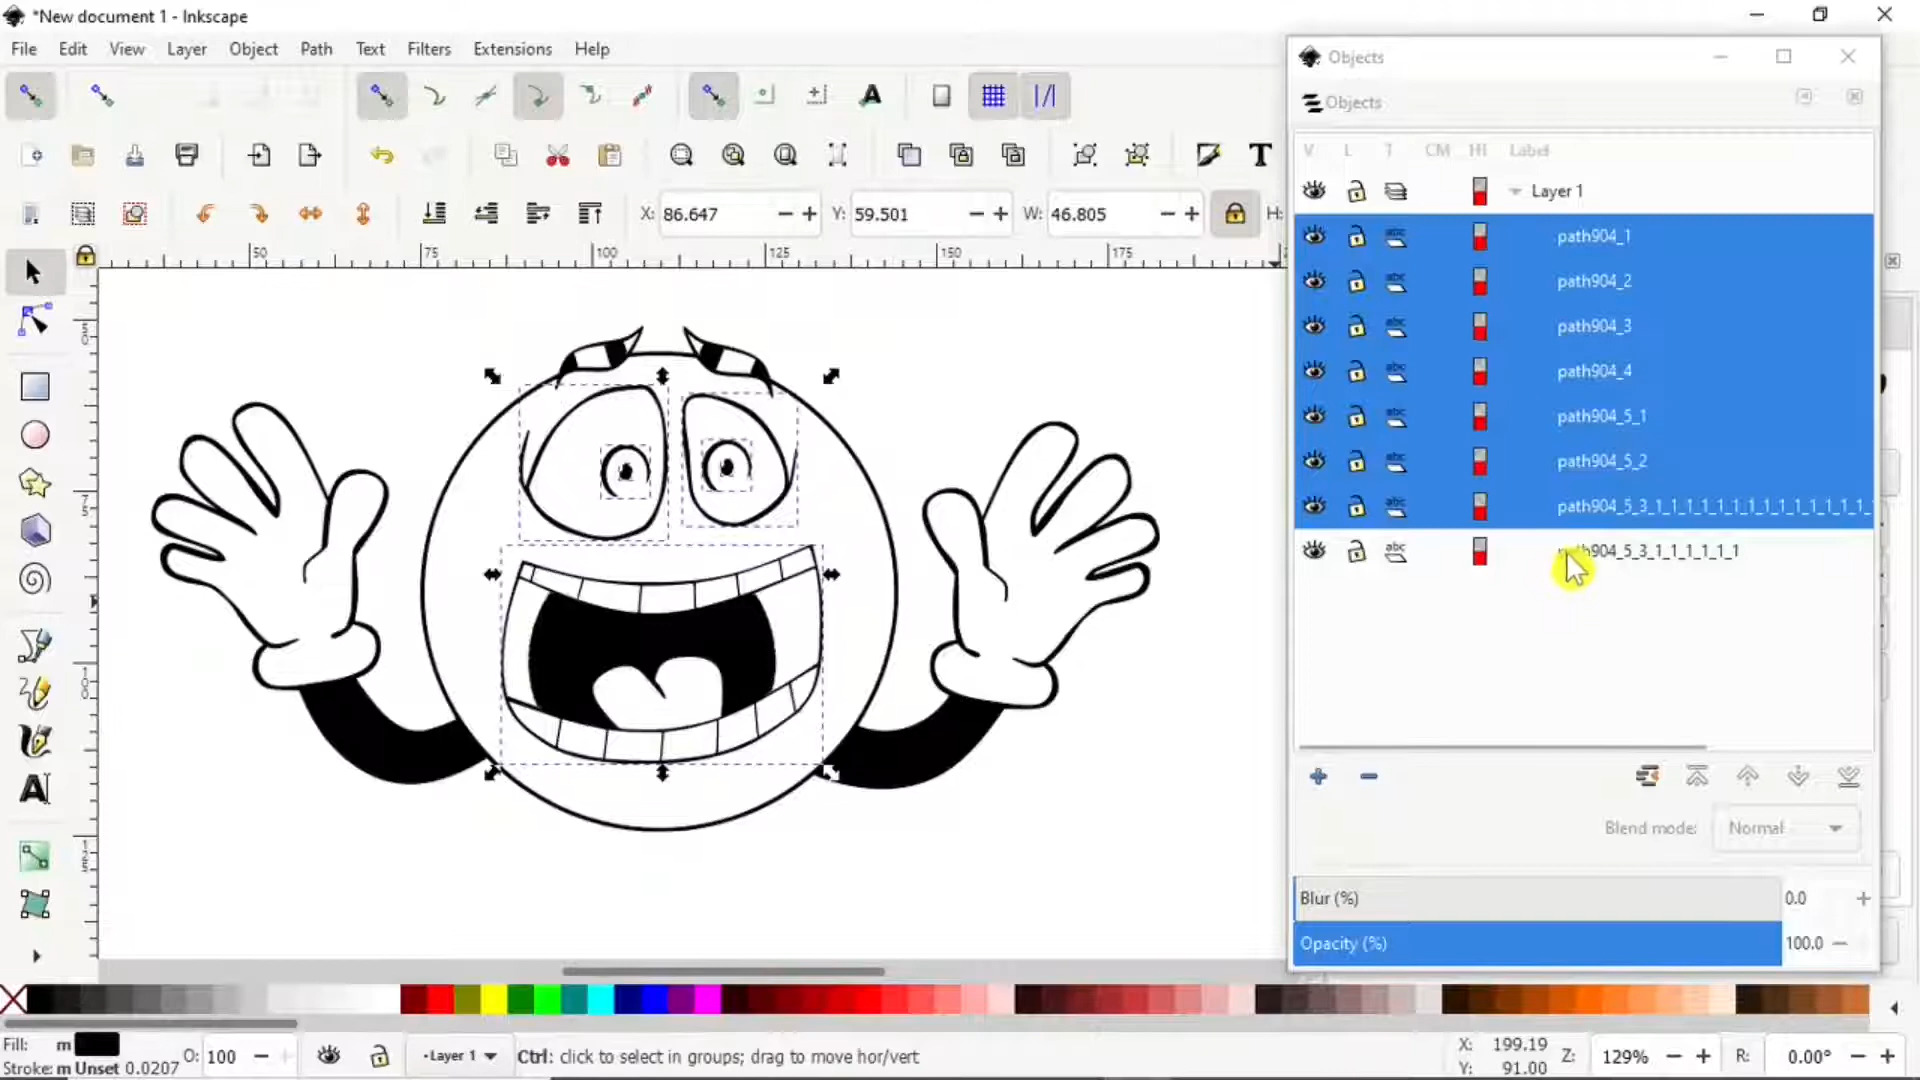 *New document 1 - Inkscape
File Edit View Layer Object Path Text Filters Extensions Help
X: 86.647 Y: 59.501 W: 46.805 H:
50 75 100 125 150 175
Objects
Objects
V L T CM HI Label
Layer 1
path904_1
path904_2
path904_3
path904_4
path904_5_1
path904_5_2
path904_5_3_1_1_1_1_1_1_1_1_1_1_1_1_1_1_
Blend mode: Normal
Blur (%) 0.0
Opacity (%) 100.0
Fill: m
Stroke: m Unset 0.0207
O: 100
Layer 1
Ctrl: click to select in groups; drag to move hor/vert
X: 199.19
Y: 91.00
Z: 129%
R: 0.00°